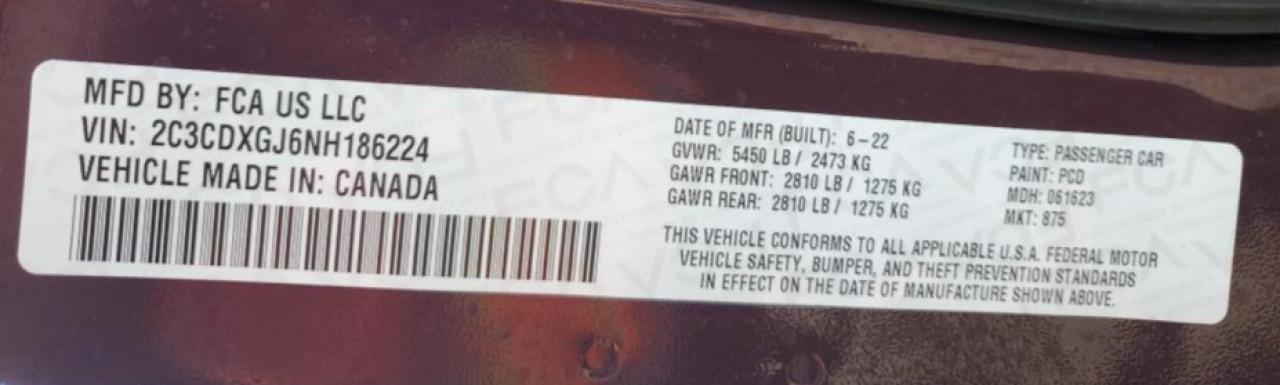 MFD BY: FCA US LLC
VIN: 2C3CDXGJ6NH186224
VEHICLE MADE IN: CANADA
DATE OF MFR (BUILT): 6-22
GVWR: 5450 LB / 2473 KG
GAWR FRONT: 2810 LB / 1275 KG
GAWR REAR: 2810 LB / 1275 KG
TYPE: PASSENGER CAR
PAINT: PCD
MDH: 061623
MKT: 875
THIS VEHICLE CONFORMS TO ALL APPLICABLE U.S.A. FEDERAL MOTOR
VEHICLE SAFETY, BUMPER, AND THEFT PREVENTION STANDARDS
IN EFFECT ON THE DATE OF MANUFACTURE SHOWN ABOVE.